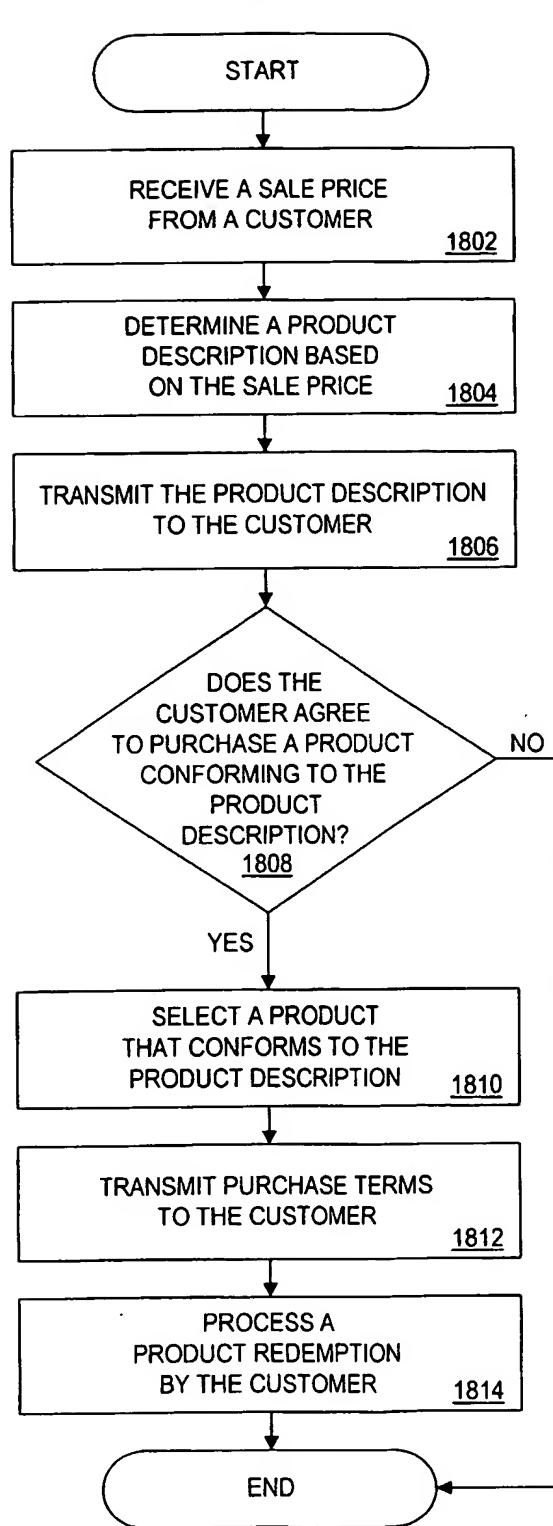 START
RECEIVE A SALE PRICE
FROM A CUSTOMER
1802
DETERMINE A PRODUCT
DESCRIPTION BASED
ON THE SALE PRICE
1804
TRANSMIT THE PRODUCT DESCRIPTION
TO THE CUSTOMER
1806
DOES THE
CUSTOMER AGREE
TO PURCHASE A PRODUCT
CONFORMING TO THE
PRODUCT
DESCRIPTION?
1808
NO
YES
SELECT A PRODUCT
THAT CONFORMS TO THE
PRODUCT DESCRIPTION
1810
TRANSMIT PURCHASE TERMS
TO THE CUSTOMER
1812
PROCESS A
PRODUCT REDEMPTION
BY THE CUSTOMER
1814
END